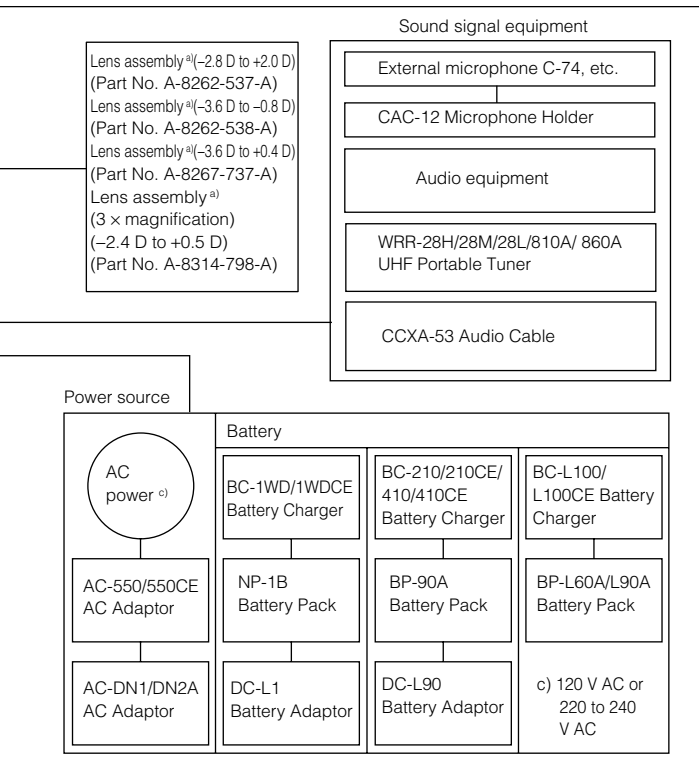 Sound signal equipment
Lens assembly a)(–2.8 D to +2.0 D)
(Part No. A-8262-537-A)
Lens assembly a)(–3.6 D to –0.8 D)
(Part No. A-8262-538-A)
Lens assembly a)(–3.6 D to +0.4 D)
(Part No. A-8267-737-A)
Lens assembly a)
(3 × magnification)
(–2.4 D to +0.5 D)
(Part No. A-8314-798-A)
External microphone C-74, etc.
CAC-12 Microphone Holder
Audio equipment
WRR-28H/28M/28L/810A/ 860A
UHF Portable Tuner
CCXA-53 Audio Cable
Power source
AC
power c)
AC-550/550CE
AC Adaptor
AC-DN1/DN2A
AC Adaptor
Battery
BC-1WD/1WDCE
Battery Charger
NP-1B
Battery Pack
DC-L1
Battery Adaptor
BC-210/210CE/
410/410CE
Battery Charger
BP-90A
Battery Pack
DC-L90
Battery Adaptor
BC-L100/
L100CE Battery
Charger
BP-L60A/L90A
Battery Pack
c) 120 V AC or
220 to 240
V AC